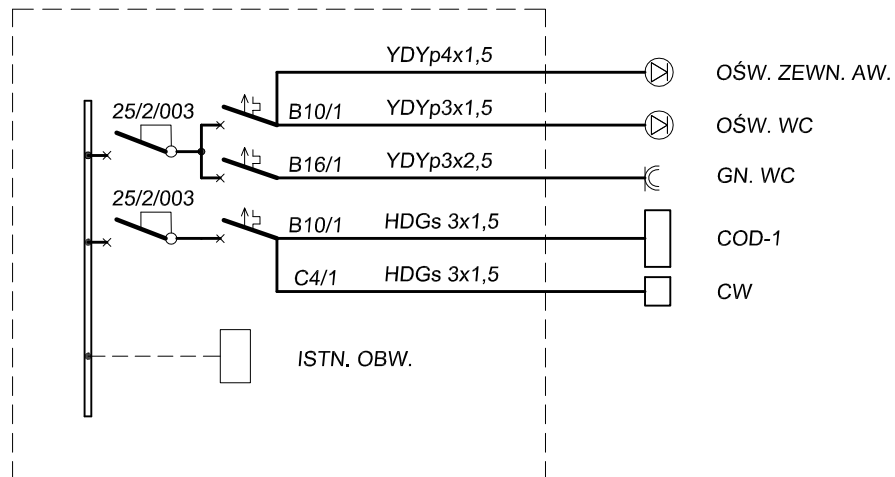 YDYp4x1,5
OŚW. ZEWN. AW.
25/2/003
B10/1
YDYp3x1,5
OŚW. WC
B16/1
YDYp3x2,5
GN. WC
25/2/003
B10/1
HDGs 3x1,5
COD-1
C4/1
HDGs 3x1,5
CW
ISTN. OBW.